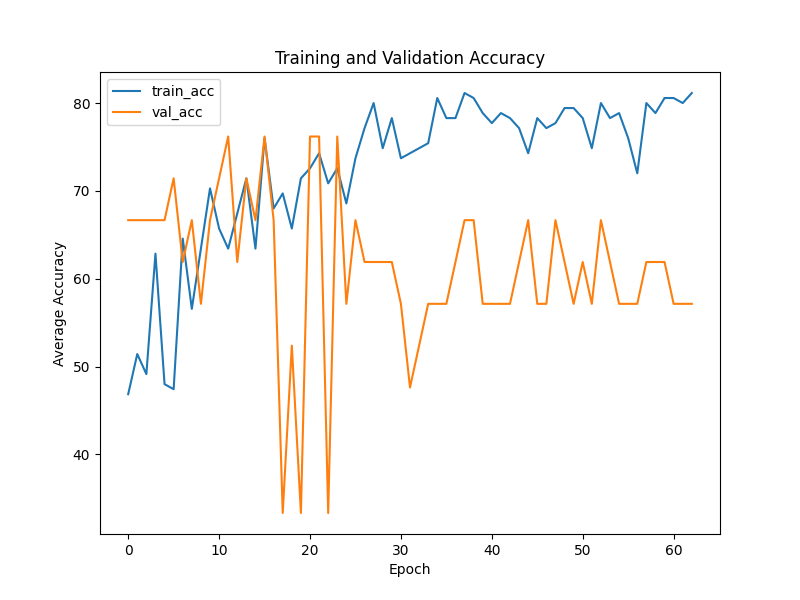 Training and Validation Accuracy
train_acc
val_acc
80
70
60
50
40
Average Accuracy
0 10 20 30 40 50 60
Epoch